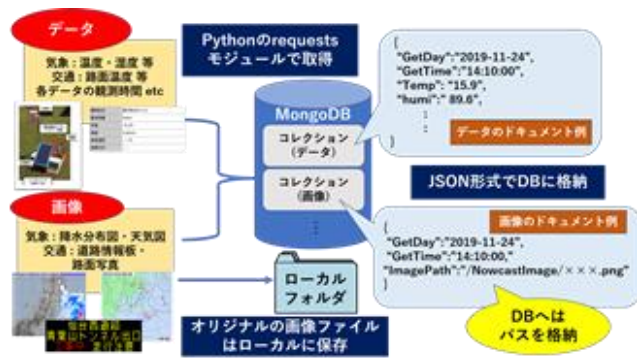 データ
気象：温度・湿度 等
交通：路面温度 等
各データの観測時間 etc
Pythonのrequests
モジュールで取得
MongoDB
コレクション
(データ)
コレクション
(画像)
⋮
{
"GetDay":"2019-11-24",
"GetTime":"14:10:00",
"Temp": "15.9",
"humi":" 89.6",
:
:
}
データのドキュメント例
JSON形式でDBに格納
画像
気象：降水分布図・天気図
交通：道路情報板・
路面写真
青葉山トンネル出口
ローカル
フォルダ
オリジナルの画像ファイル
はローカルに保存
画像のドキュメント例
{
"GetDay":"2019-11-24",
"GetTime":"14:10:00,"
"ImagePath":"/NowcastImage/×××.png"
}
DBへは
パスを格納